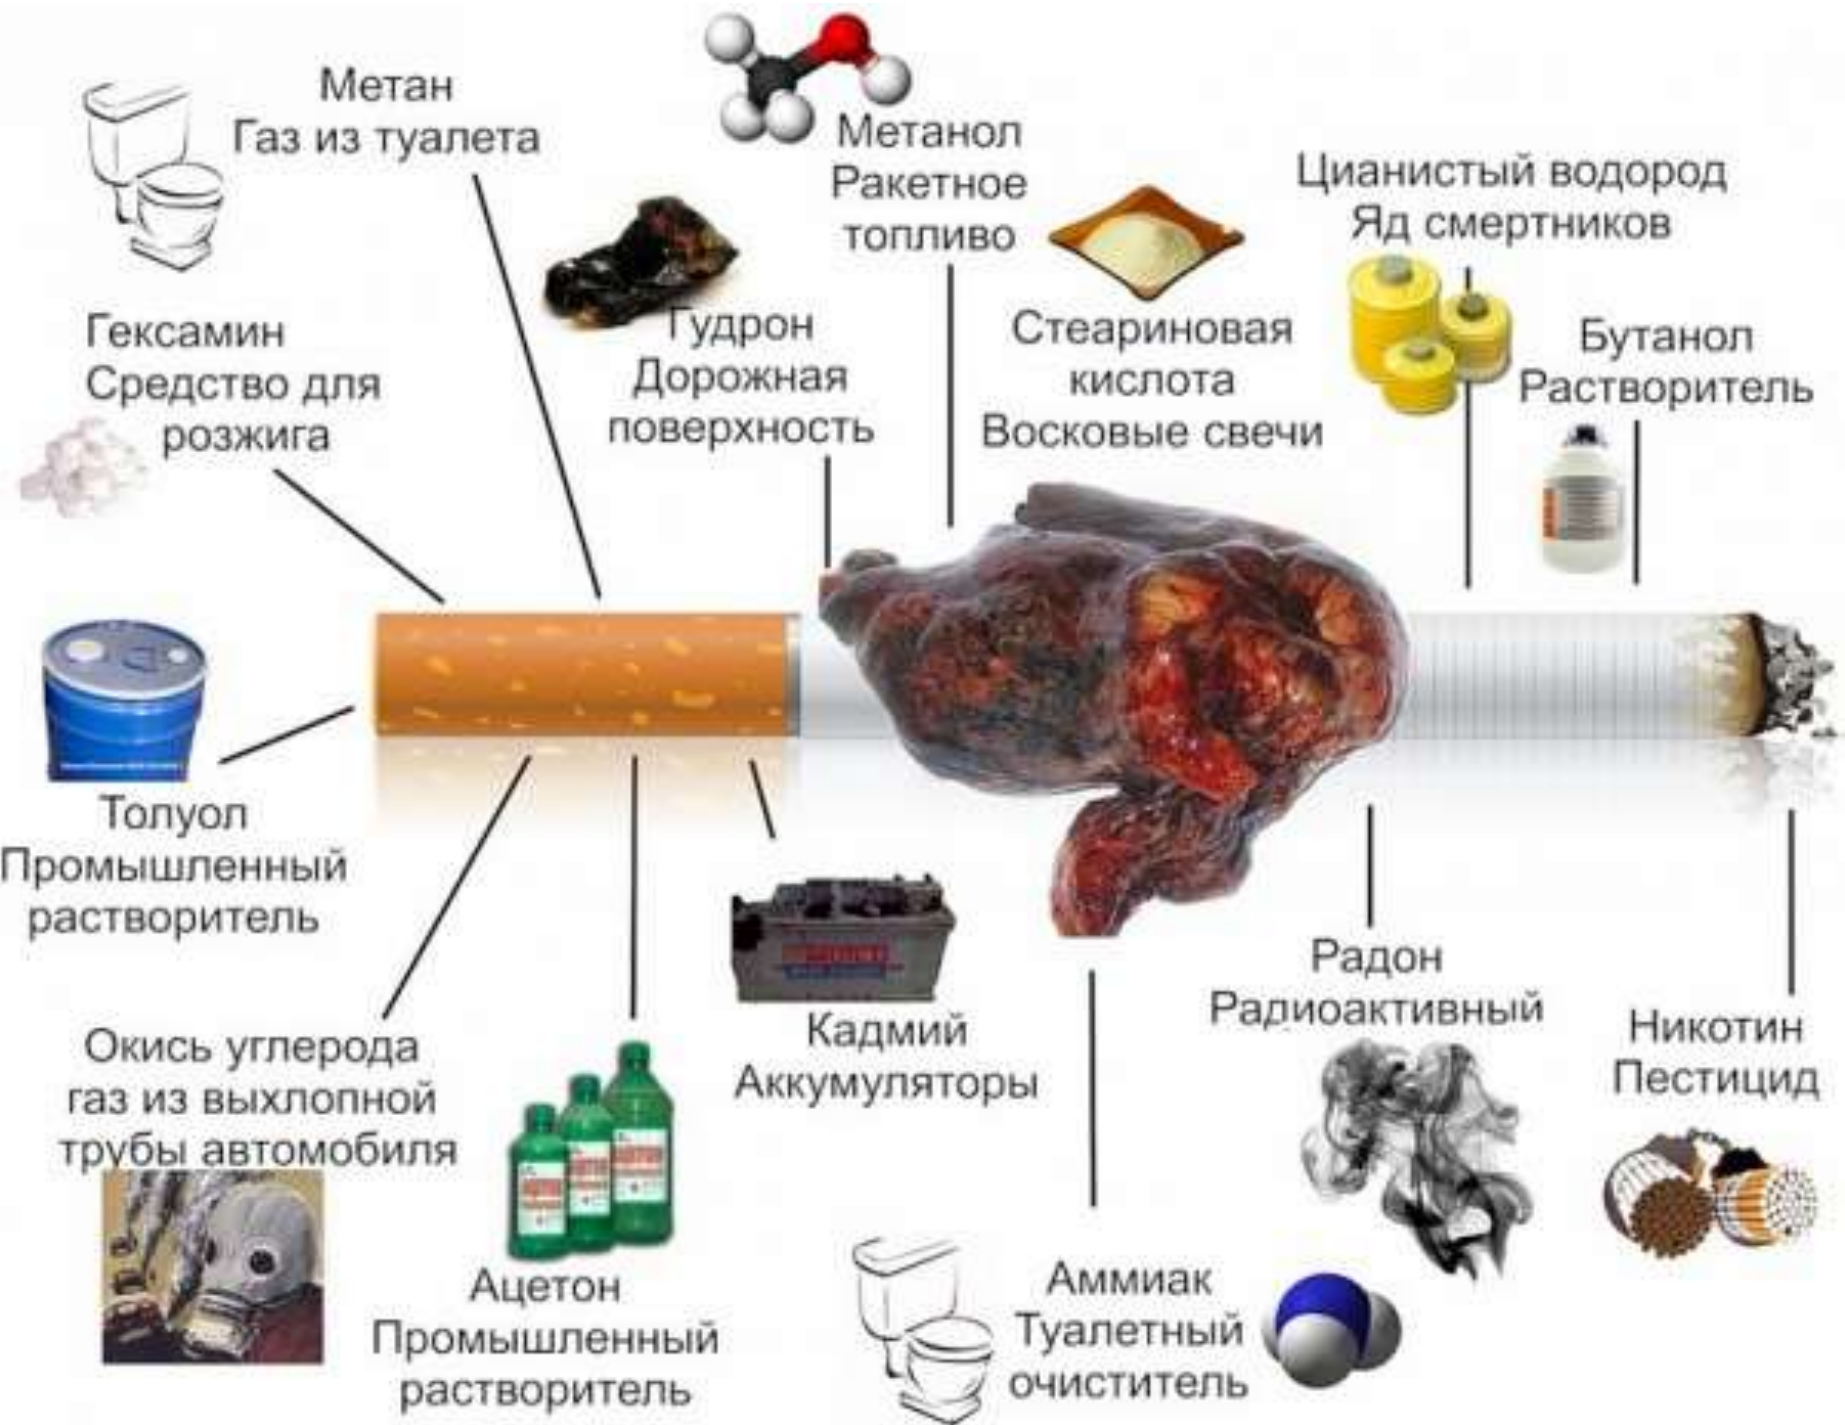 Метан
Газ из туалета
Метанол
Ракетное
топливо
Цианистый водород
Яд смертников
Гексамин
Средство для
розжига
Гудрон
Дорожная
поверхность
Стеариновая
кислота
Восковые свечи
Бутанол
Растворитель
Толуол
Промышленный
растворитель
Окись углерода
газ из выхлопной
трубы автомобиля
Ацетон
Промышленный
растворитель
Кадмий
Аккумуляторы
Аммиак
Туалетный
очиститель
Радон
Радиоактивный
Никотин
Пестицид